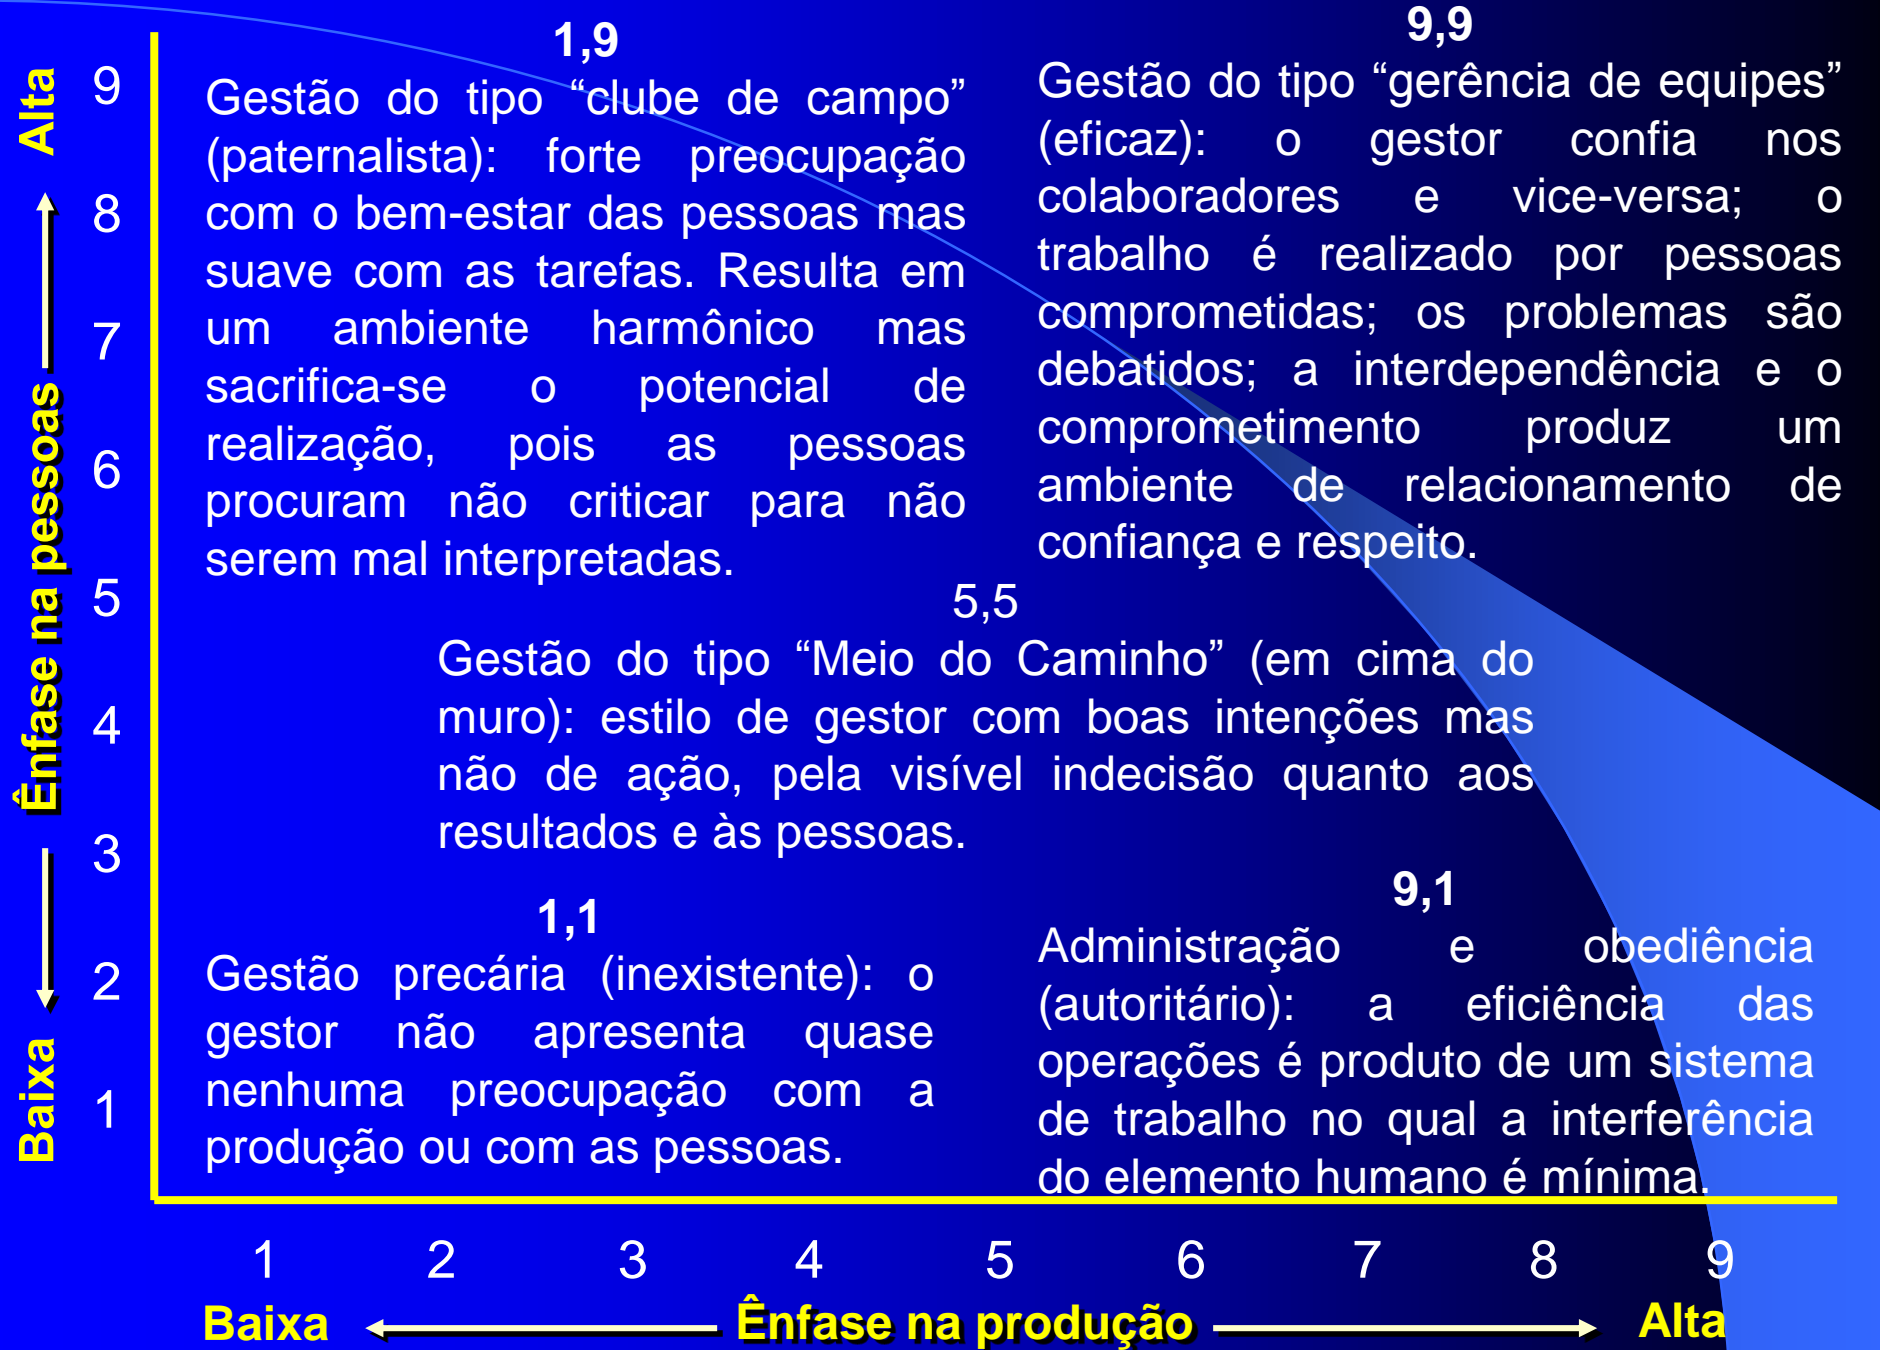 1,9
Gestão do tipo “clube de campo”
(paternalista): forte preocupação
com o bem-estar das pessoas mas
suave com as tarefas. Resulta em
um ambiente harmônico mas
sacrifica-se o potencial de
realização, pois as pessoas
procuram não criticar para não
serem mal interpretadas.
9,9
Gestão do tipo “gerência de equipes”
(eficaz): o gestor confia nos
colaboradores e vice-versa; o
trabalho é realizado por pessoas
comprometidas; os problemas são
debatidos; a interdependência e o
comprometimento produz um
ambiente de relacionamento de
confiança e respeito.
5,5
Gestão do tipo “Meio do Caminho” (em cima do
muro): estilo de gestor com boas intenções mas
não de ação, pela visível indecisão quanto aos
resultados e às pessoas.
1,1
Gestão precária (inexistente): o
gestor não apresenta quase
nenhuma preocupação com a
produção ou com as pessoas.
9,1
Administração e obediência
(autoritário): a eficiência das
operações é produto de um sistema
de trabalho no qual a interferência
do elemento humano é mínima.
Alta
Ênfase na pessoas
Baixa
9
8
7
6
5
4
3
2
1
1 2 3 4 5 6 7 8 9
Baixa Ênfase na produção Alta